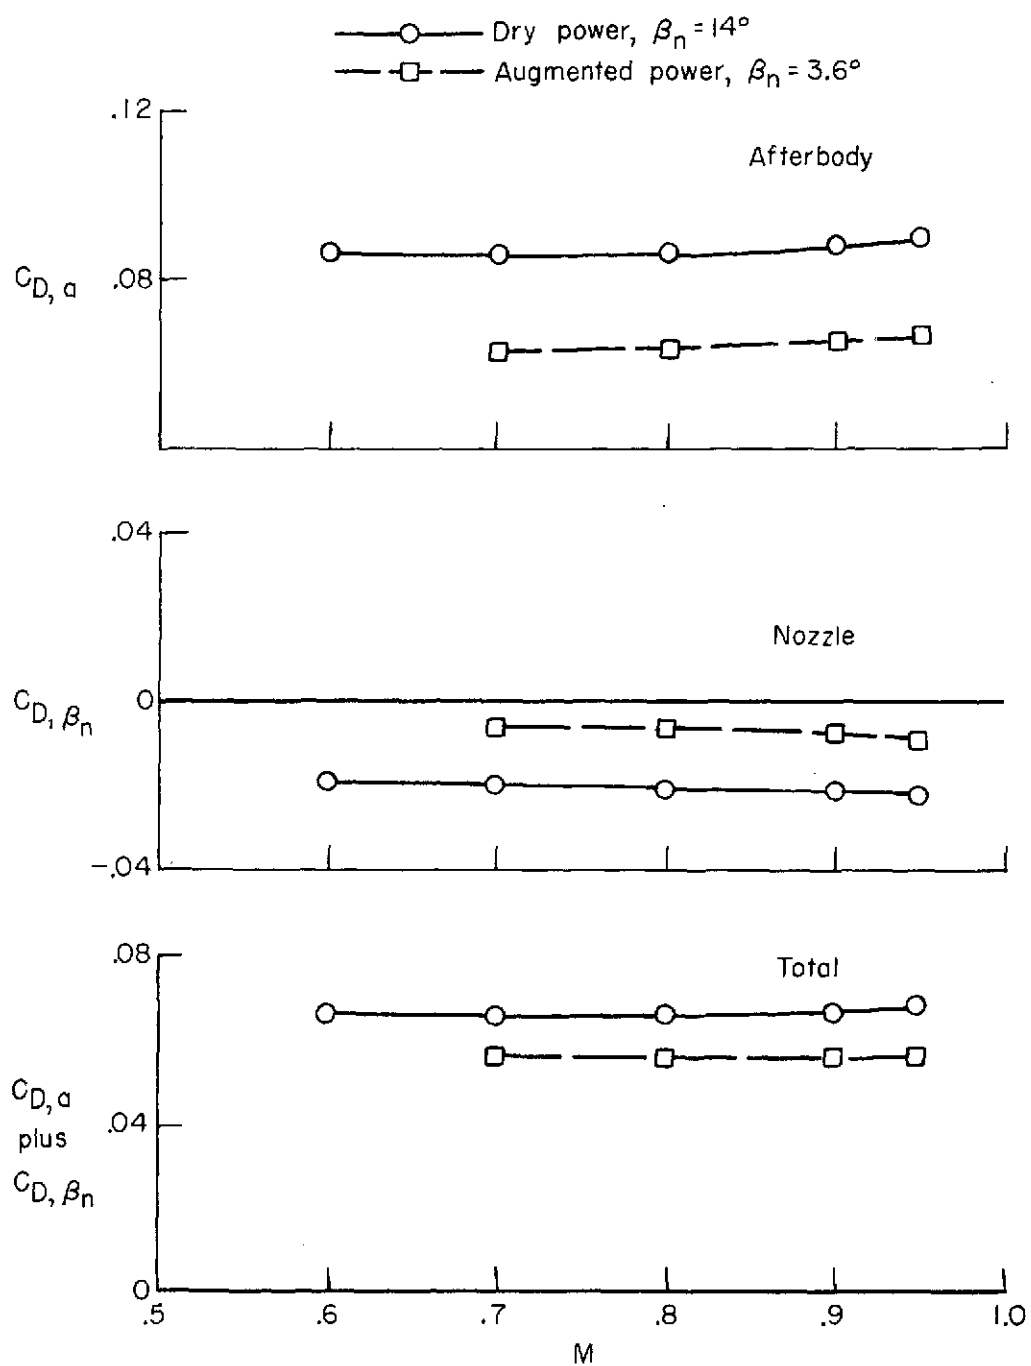 Dry power, βn = 14°
Augmented power, βn = 3.6°
.12
Afterbody
CD, a
.08
.04
Nozzle
CD, βn
0
-.04
.08
Total
CD, a
plus
CD, βn
.04
0
.5 .6 .7 .8 .9 1.0
M